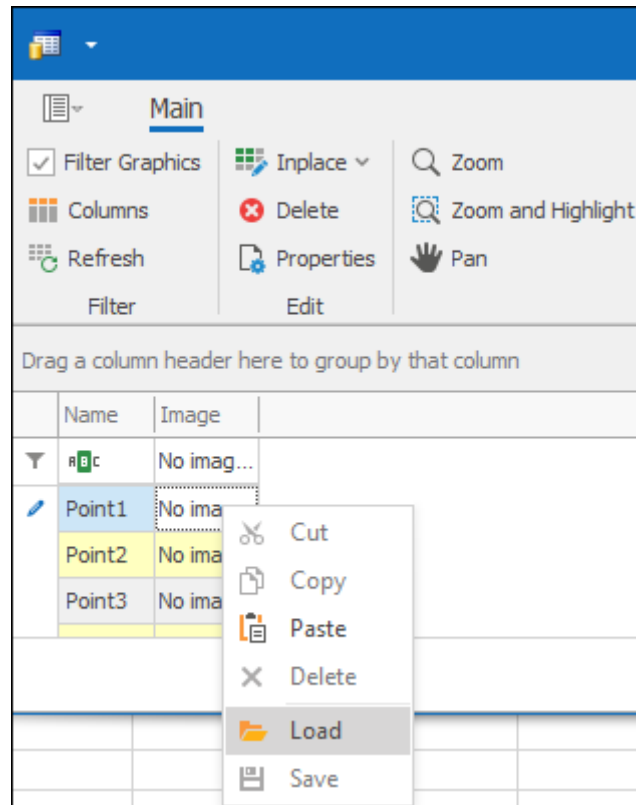 Main
Filter Graphics Inplace Zoom
Columns Delete Zoom and Highlight
Refresh Properties Pan
Filter Edit
Drag a column header here to group by that column
Name Image
ABC No imag...
Point1 No ima
Point2 No ima
Point3 No ima
Cut
Copy
Paste
Delete
Load
Save